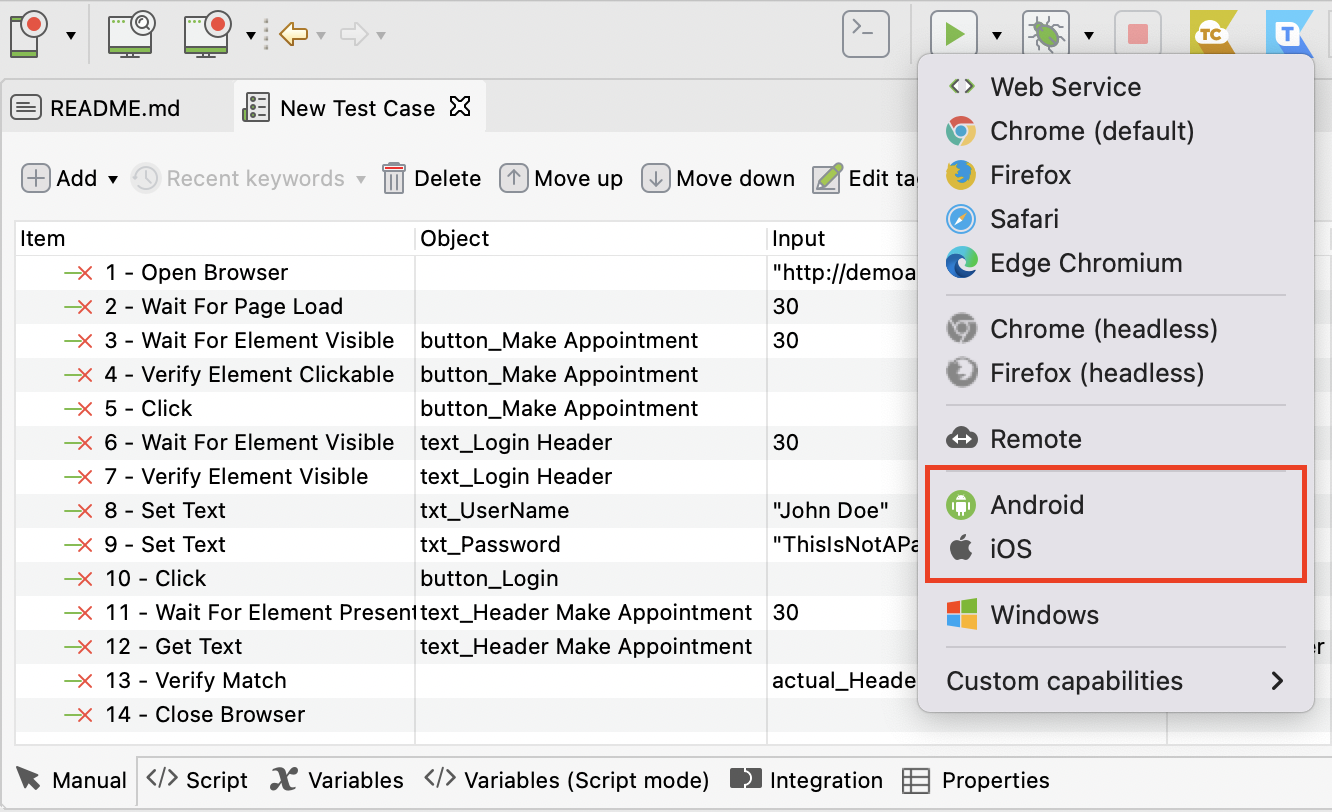 TC
T
README.md
New Test Case
Add
Recent keywords
Delete
Move up
Move down
Edit
Item Object Input
1 - Open Browser "http://demoa
2 - Wait For Page Load 30
3 - Wait For Element Visible button_Make Appointment 30
4 - Verify Element Clickable button_Make Appointment
5 - Click button_Make Appointment
6 - Wait For Element Visible text_Login Header 30
7 - Verify Element Visible text_Login Header
8 - Set Text txt_UserName "John Doe"
9 - Set Text txt_Password "ThisIsNotAPa
10 - Click button_Login
11 - Wait For Element Present text_Header Make Appointment 30
12 - Get Text text_Header Make Appointment
13 - Verify Match actual_Heade
14 - Close Browser
Web Service
Chrome (default)
Firefox
Safari
Edge Chromium
Chrome (headless)
Firefox (headless)
Remote
Android
iOS
Windows
Custom capabilities
Manual
Script
Variables
Variables (Script mode)
Integration
Properties